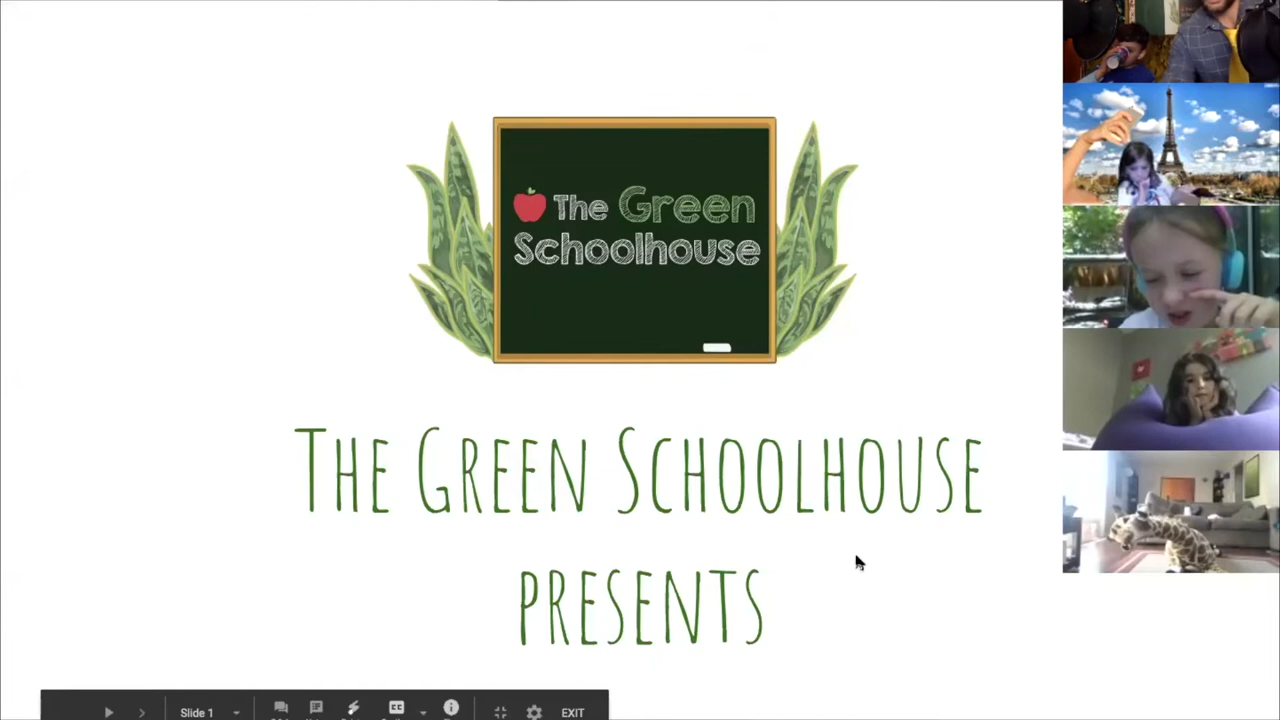 The Green
Schoolhouse
THE GREEN SCHOOLHOUSE
PRESENTS
Slide 1
EXIT